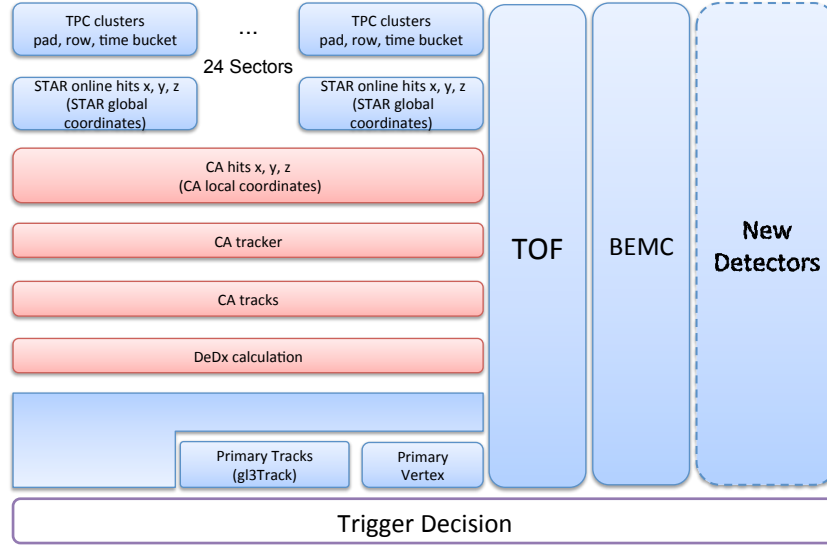 TPC clusters
pad, row, time bucket
...
TPC clusters
pad, row, time bucket
24 Sectors
STAR online hits x, y, z
(STAR global
coordinates)
STAR online hits x, y, z
(STAR global
coordinates)
CA hits x, y, z
(CA local coordinates)
CA tracker
CA tracks
DeDx calculation
Primary Tracks
(gl3Track)
Primary
Vertex
TOF
BEMC
New
Detectors
Trigger Decision